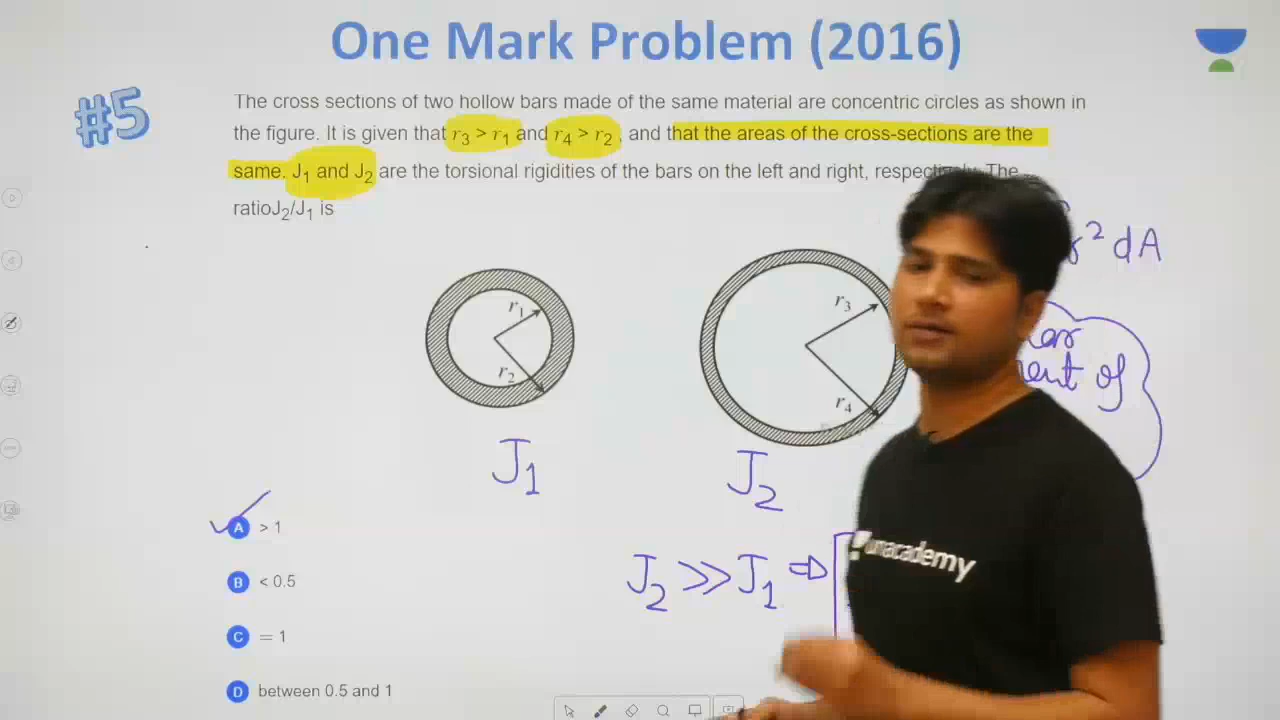 One Mark Problem (2016)
#5
The cross sections of two hollow bars made of the same material are concentric circles as shown in
the figure. It is given that r3 > r1 and r4 > r2 , and that the areas of the cross-sections are the
same. J1 and J2 are the torsional rigidities of the bars on the left and right, respectively. The
ratioJ2/J1 is
2 dA
r1
r2
r3
r4
ent of
J1
J2
A > 1
J2 >> J1 ⇒
unacademy
B < 0.5
C = 1
D between 0.5 and 1